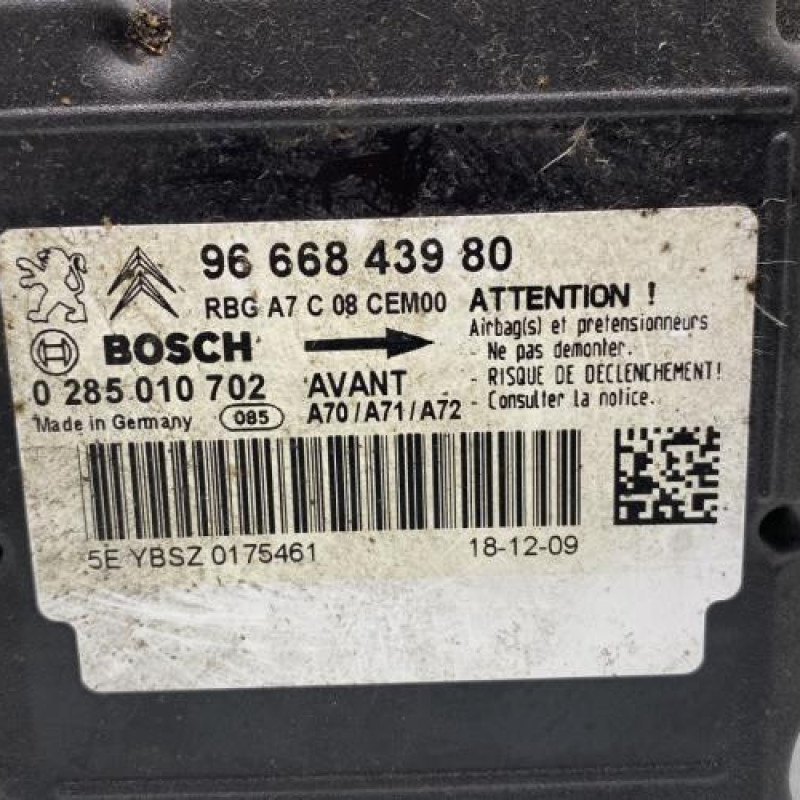 96 668 439 80
RBG A7 C 08 CEM00
BOSCH
0 285 010 702
Made in Germany 085
AVANT
A70/A71/A72
ATTENTION !
Airbag(s) et pretensionneurs
- Ne pas demonter.
- RISQUE DE DECLENCHEMENT!
- Consulter la notice.
5E YBSZ 0175461
18-12-09